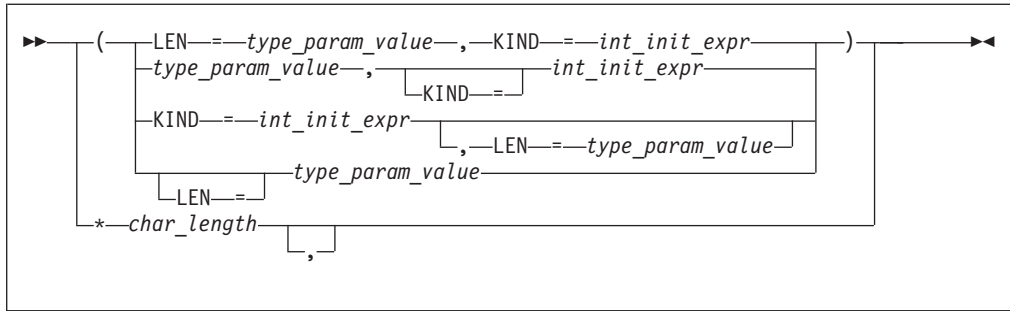 ( LEN = type_param_value , KIND = int_init_expr )
type_param_value , int_init_expr
KIND =
KIND = int_init_expr
, LEN = type_param_value
type_param_value
LEN =
* char_length
,